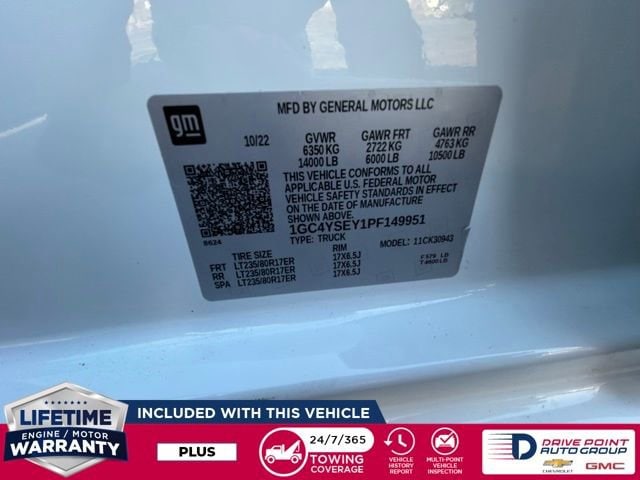 gm
MFD BY GENERAL MOTORS LLC
10/22 GVWR GAWR FRT GAWR RR
6350 KG 2722 KG 4763 KG
14000 LB 6000 LB 10500 LB
THIS VEHICLE CONFORMS TO ALL
APPLICABLE U.S. FEDERAL MOTOR
VEHICLE SAFETY STANDARDS IN EFFECT ON
THE DATE OF MANUFACTURE
1GC4YSEY1PF149951
TYPE: TRUCK MODEL: 11CK30943
8624
TIRE SIZE RIM
FRT LT235/80R17ER 17X6.5J
RR LT235/80R17ER 17X6.5J
SPA LT235/80R17ER 17X6.5J
LIFETIME
ENGINE / MOTOR
WARRANTY
INCLUDED WITH THIS VEHICLE
PLUS
24/7/365
TOWING
COVERAGE
VEHICLE
HISTORY
REPORT
MULTI-POINT
VEHICLE
INSPECTION
DRIVE POINT
AUTO GROUP
CHEVROLET GMC